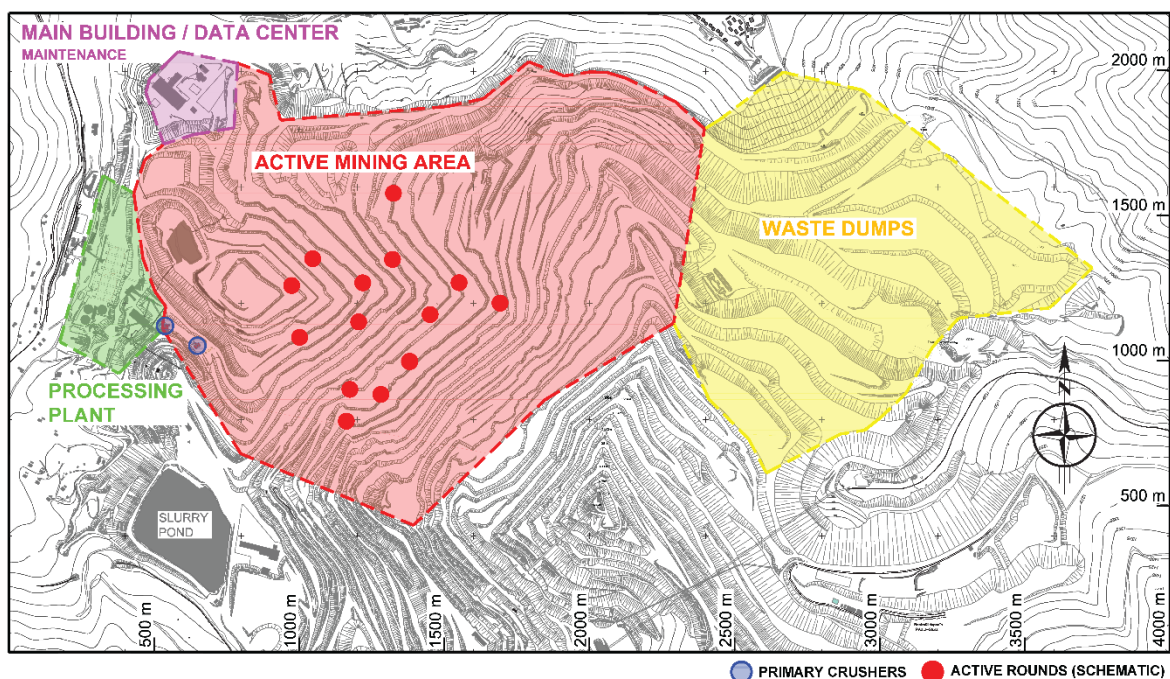 MAIN BUILDING / DATA CENTER
MAINTENANCE
2000 m
ACTIVE MINING AREA
1500 m
WASTE DUMPS
1000 m
PROCESSING
PLANT
N
500 m
SLURRY
POND
500 m
1000 m
1500 m
2000 m
2500 m
3000 m
3500 m
4000 m
PRIMARY CRUSHERS
ACTIVE ROUNDS (SCHEMATIC)